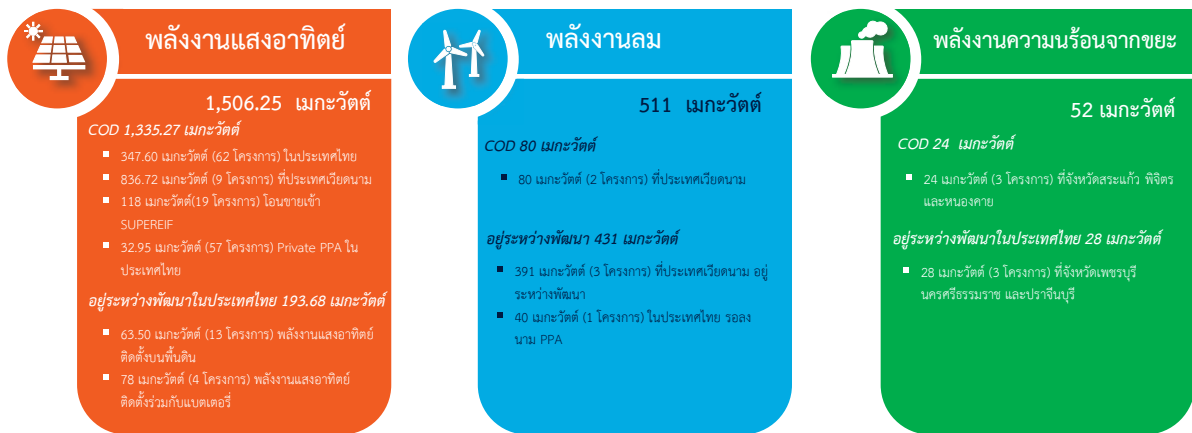 พลังงานแสงอาทิตย์
1,506.25 เมกะวัตต์
COD 1,335.27 เมกะวัตต์
▪ 347.60 เมกะวัตต์ (62 โครงการ) ในประเทศไทย
▪ 836.72 เมกะวัตต์ (9 โครงการ) ที่ประเทศเวียดนาม
▪ 118 เมกะวัตต์(19 โครงการ) โอนขายเข้า
SUPEREIF
▪ 32.95 เมกะวัตต์ (57 โครงการ) Private PPA ใน
ประเทศไทย
อยู่ระหว่างพัฒนาในประเทศไทย 193.68 เมกะวัตต์
▪ 63.50 เมกะวัตต์ (13 โครงการ) พลังงานแสงอาทิตย์
ติดตั้งบนพื้นดิน
▪ 78 เมกะวัตต์ (4 โครงการ) พลังงานแสงอาทิตย์
ติดตั้งร่วมกับแบตเตอรี่
พลังงานลม
511 เมกะวัตต์
COD 80 เมกะวัตต์
▪ 80 เมกะวัตต์ (2 โครงการ) ที่ประเทศเวียดนาม
อยู่ระหว่างพัฒนา 431 เมกะวัตต์
▪ 391 เมกะวัตต์ (3 โครงการ) ที่ประเทศเวียดนาม อยู่
ระหว่างพัฒนา
▪ 40 เมกะวัตต์ (1 โครงการ) ในประเทศไทย รอลง
นาม PPA
พลังงานความนร้อนจากขยะ
52 เมกะวัตต์
COD 24 เมกะวัตต์
▪ 24 เมกะวัตต์ (3 โครงการ) ที่จังหวัดสระแก้ว พิจิตร
และหนองคาย
อยู่ระหว่างพัฒนาในประเทศไทย 28 เมกะวัตต์
▪ 28 เมกะวัตต์ (3 โครงการ) ที่จังหวัดเพชรบุรี
นครศรีธรรมราช และปราจีนบุรี